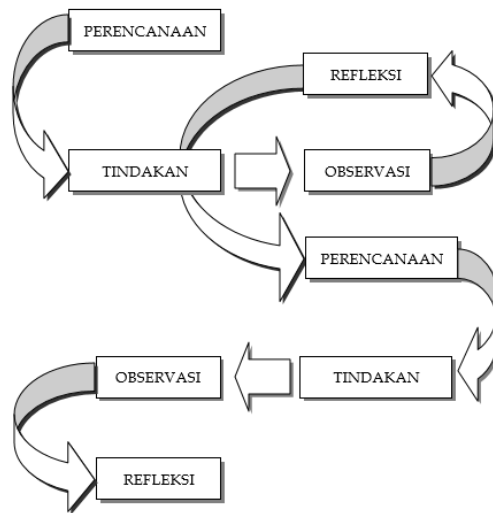 PERENCANAAN
REFLEKSI
TINDAKAN
OBSERVASI
PERENCANAAN
OBSERVASI
TINDAKAN
REFLEKSI